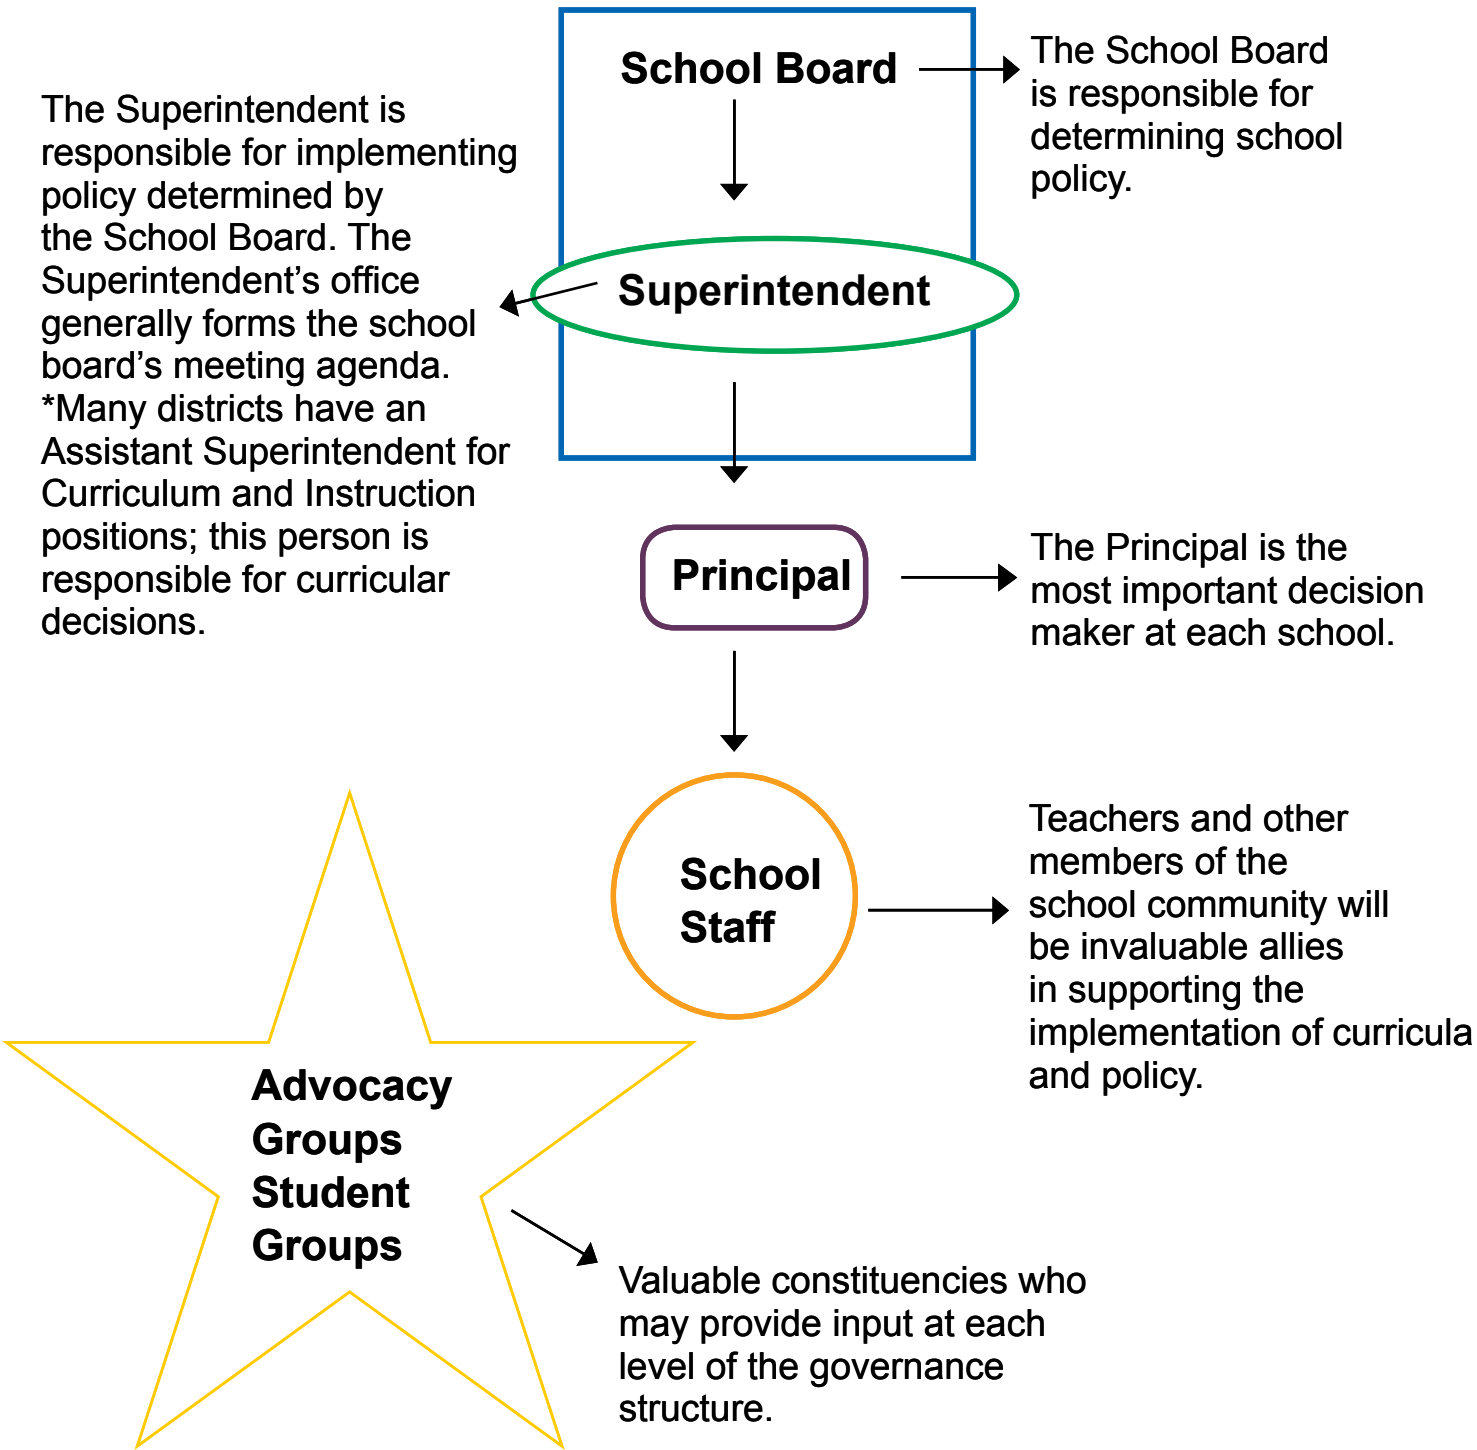 School Board
The School Board
is responsible for
determining school
policy.
The Superintendent is
responsible for implementing
policy determined by
the School Board. The
Superintendent’s office
generally forms the school
board’s meeting agenda.
*Many districts have an
Assistant Superintendent for
Curriculum and Instruction
positions; this person is
responsible for curricular
decisions.
Superintendent
Principal
The Principal is the
most important decision
maker at each school.
School
Staff
Teachers and other
members of the
school community will
be invaluable allies
in supporting the
implementation of curricula
and policy.
Advocacy
Groups
Student
Groups
Valuable constituencies who
may provide input at each
level of the governance
structure.